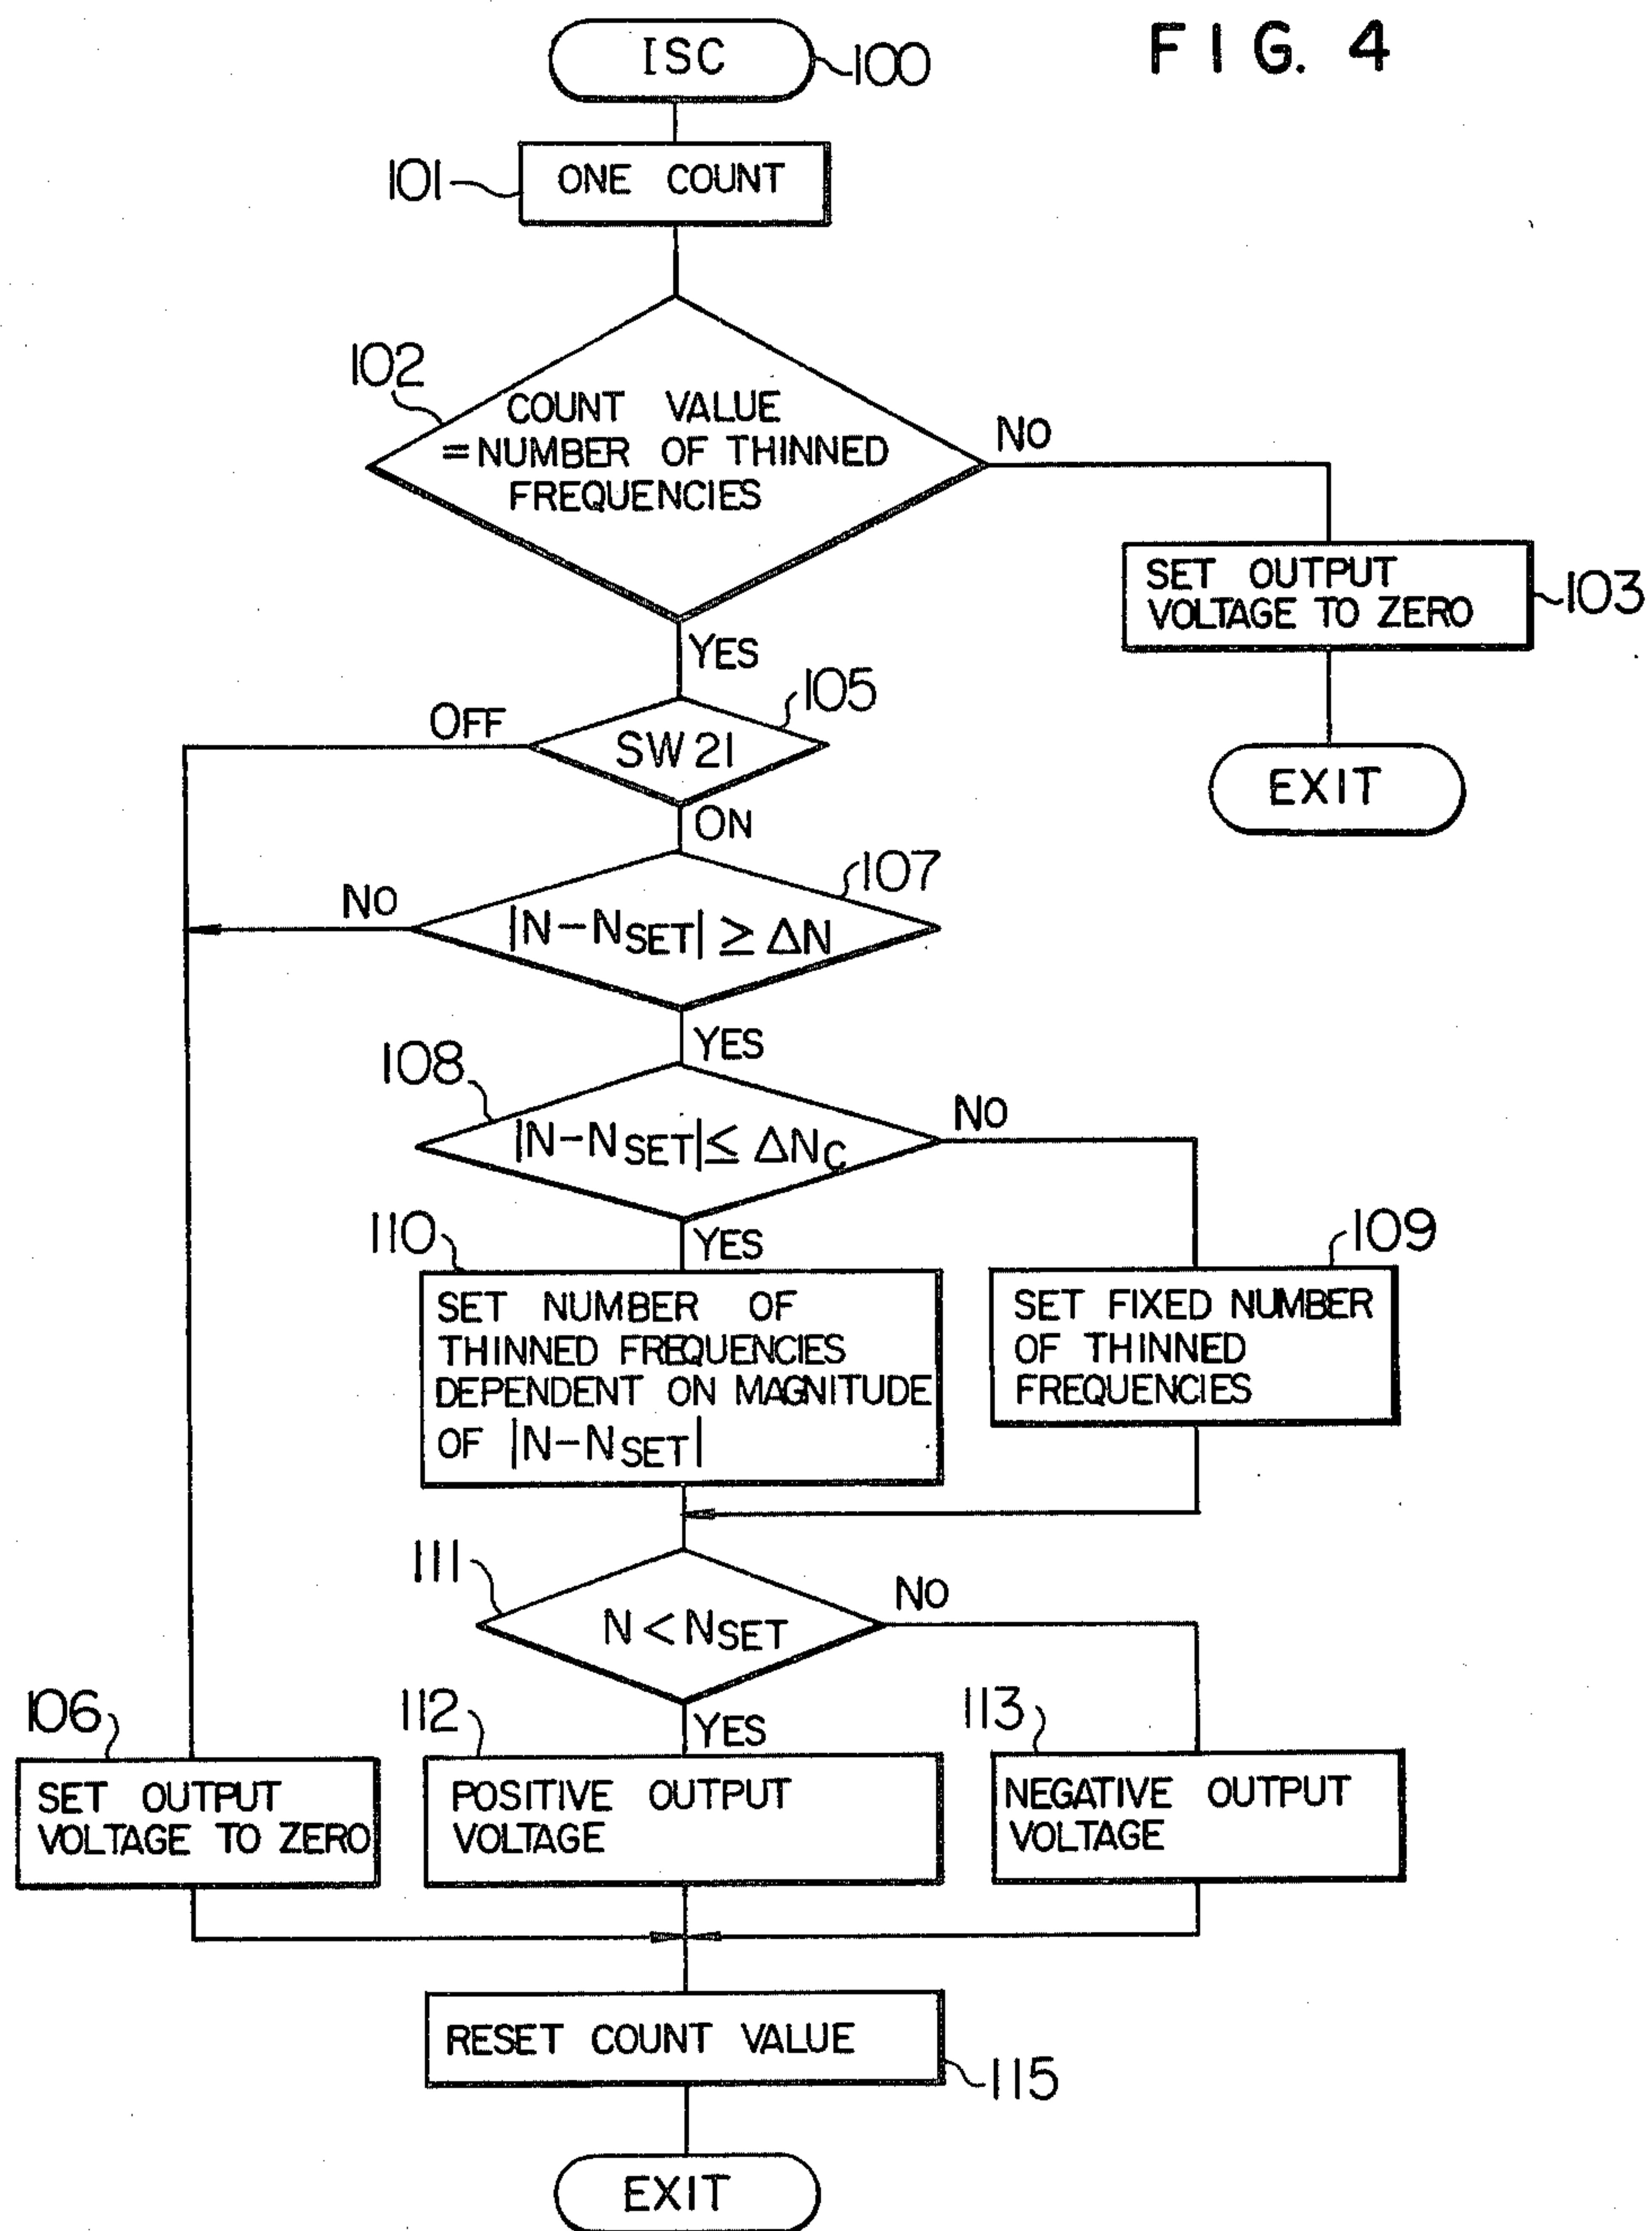 FIG. 4
ISC
100
101
ONE COUNT
102
COUNT VALUE
=NUMBER OF THINNED
FREQUENCIES
NO
YES
SET OUTPUT
VOLTAGE TO ZERO
103
EXIT
105
OFF
SW21
ON
107
NO
|N-NSET| ≥ ΔN
YES
108
|N-NSET| ≤ ΔNC
NO
YES
110
SET NUMBER OF
THINNED FREQUENCIES
DEPENDENT ON MAGNITUDE
OF |N-NSET|
109
SET FIXED NUMBER
OF THINNED
FREQUENCIES
111
N < NSET
NO
YES
106
SET OUTPUT
VOLTAGE TO ZERO
112
POSITIVE OUTPUT
VOLTAGE
113
NEGATIVE OUTPUT
VOLTAGE
RESET COUNT VALUE
115
EXIT